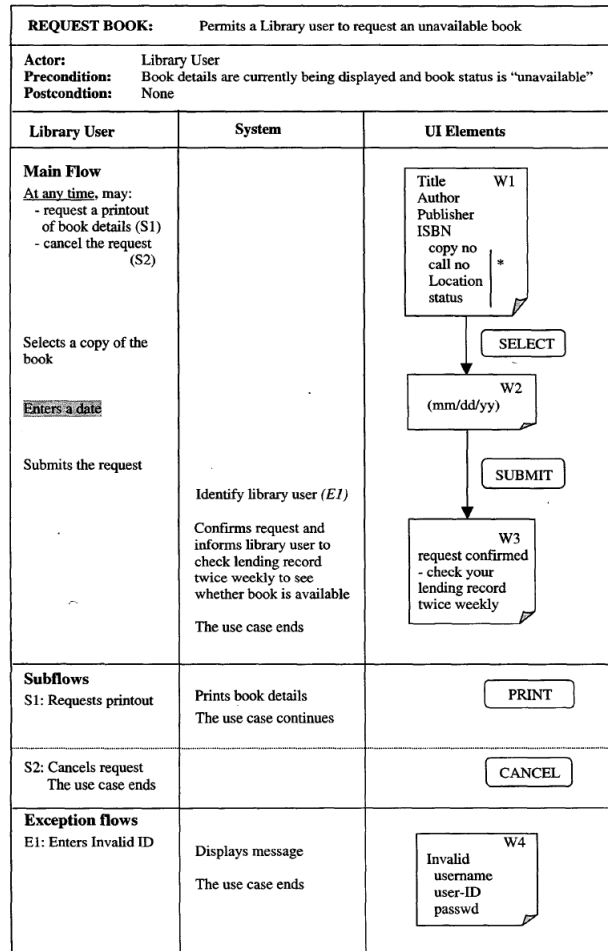 REQUEST BOOK: Permits a Library user to request an unavailable book
Actor: Library User
Precondition: Book details are currently being displayed and book status is “unavailable”
Postcondtion: None
Library User
System
UI Elements
Main Flow
At any time, may:
- request a printout
of book details (S1)
- cancel the request
(S2)
Title W1
Author
Publisher
ISBN
copy no
call no *
Location
status
Selects a copy of the
book
SELECT
Enters a date
W2
(mm/dd/yy)
Submits the request
SUBMIT
Identify library user (E1)
Confirms request and
informs library user to
check lending record
twice weekly to see
whether book is available
The use case ends
W3
request confirmed
- check your
lending record
twice weekly
Subflows
S1: Requests printout
Prints book details
The use case continues
PRINT
S2: Cancels request
The use case ends
CANCEL
Exception flows
E1: Enters Invalid ID
Displays message
The use case ends
W4
Invalid
username
user-ID
passwd